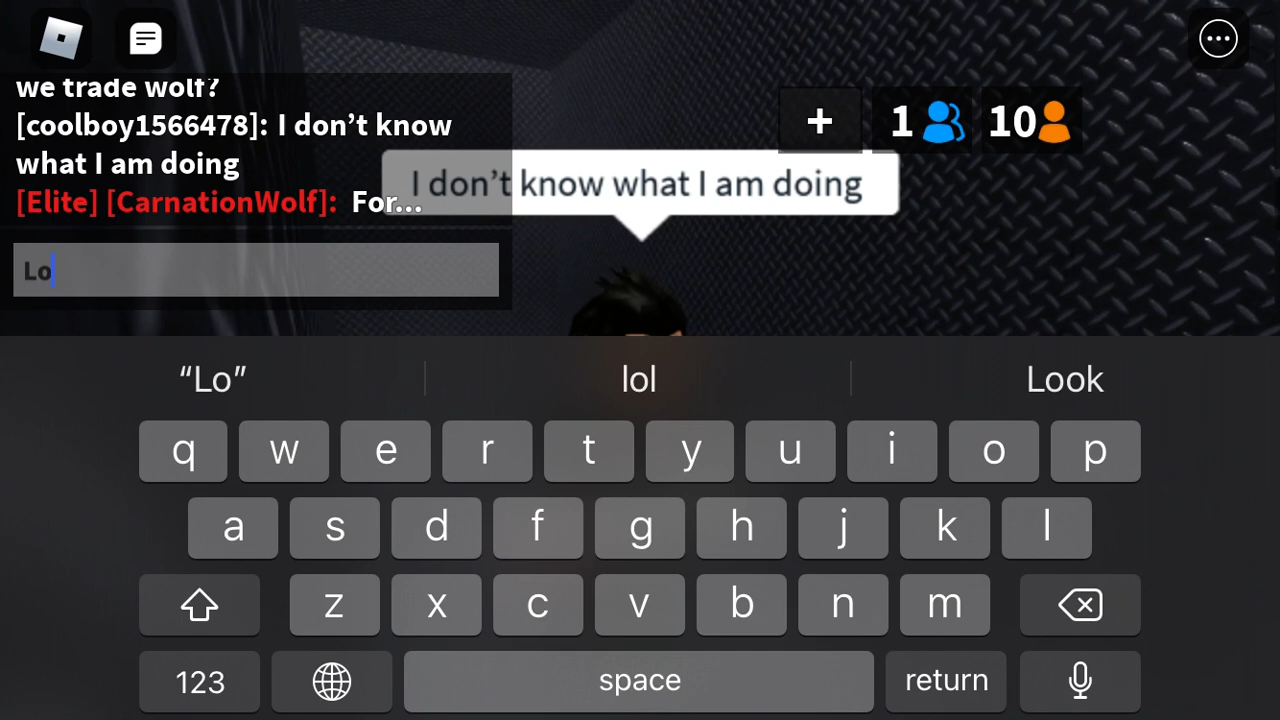 we trade wolf?
[coolboy1566478]: I don’t know
what I am doing
[Elite] [CarnationWolf]: For...
I don’t know what I am doing
+ 1 10
Lo
“Lo” lol Look
q w e r t y u i o p
a s d f g h j k l
z x c v b n m
123 space return